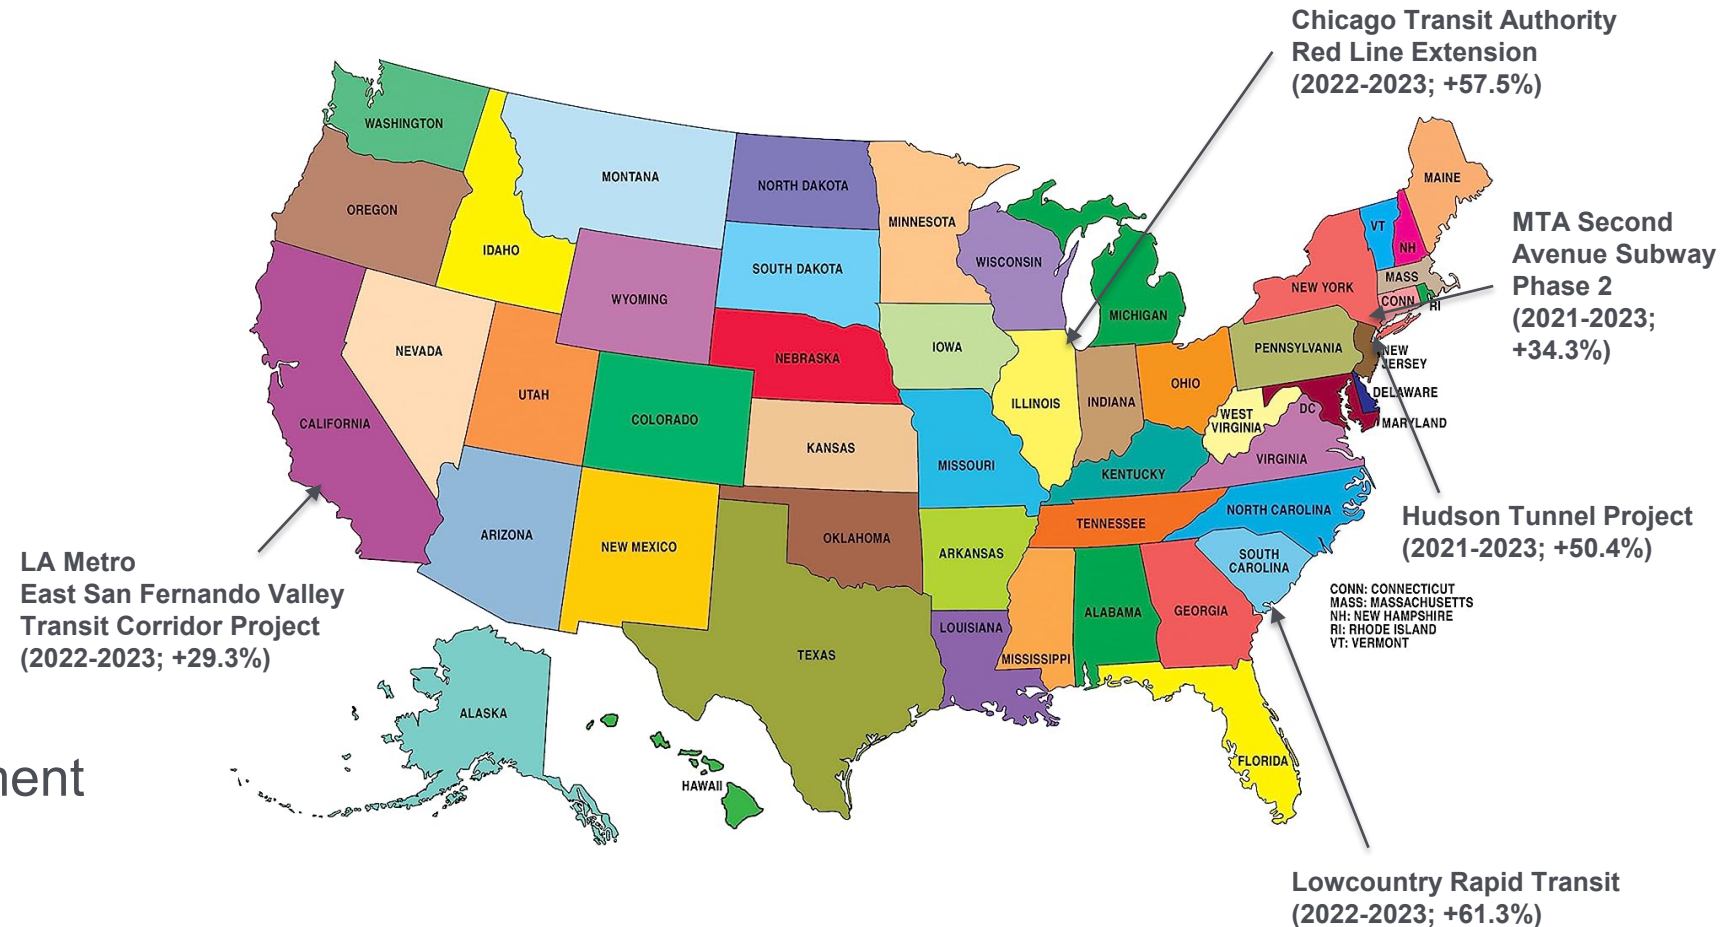 Chicago Transit Authority
Red Line Extension
(2022-2023; +57.5%)
MTA Second
Avenue Subway
Phase 2
(2021-2023;
+34.3%)
Hudson Tunnel Project
(2021-2023; +50.4%)
Lowcountry Rapid Transit
(2022-2023; +61.3%)
LA Metro
East San Fernando Valley
Transit Corridor Project
(2022-2023; +29.3%)
WASHINGTON
OREGON
IDAHO
MONTANA
NORTH DAKOTA
MINNESOTA
SOUTH DAKOTA
WISCONSIN
WYOMING
MICHIGAN
MAINE
VT
NH
MASS
NEW YORK
CONN
RI
NEVADA
NEBRASKA
IOWA
PENNSYLVANIA
NEW
JERSEY
UTAH
COLORADO
KANSAS
ILLINOIS
INDIANA
OHIO
DELAWARE
DC
MARYLAND
WEST
VIRGINIA
VIRGINIA
CALIFORNIA
MISSOURI
KENTUCKY
NORTH CAROLINA
TENNESSEE
ARIZONA
NEW MEXICO
OKLAHOMA
ARKANSAS
SOUTH
CAROLINA
ALABAMA
GEORGIA
LOUISIANA
MISSISSIPPI
TEXAS
FLORIDA
ALASKA
HAWAII
CONN: CONNECTICUT
MASS: MASSACHUSETTS
NH: NEW HAMPSHIRE
RI: RHODE ISLAND
VT: VERMONT